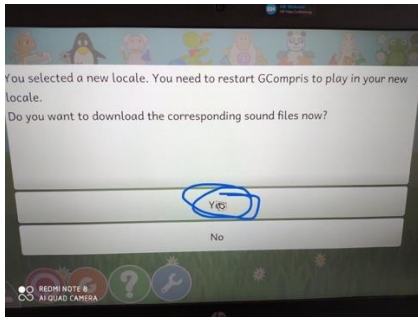 You selected a new locale. You need to restart GCompris to play in your new
locale.
Do you want to download the corresponding sound files now?
Yes
No
REDMI NOTE 8
AI QUAD CAMERA